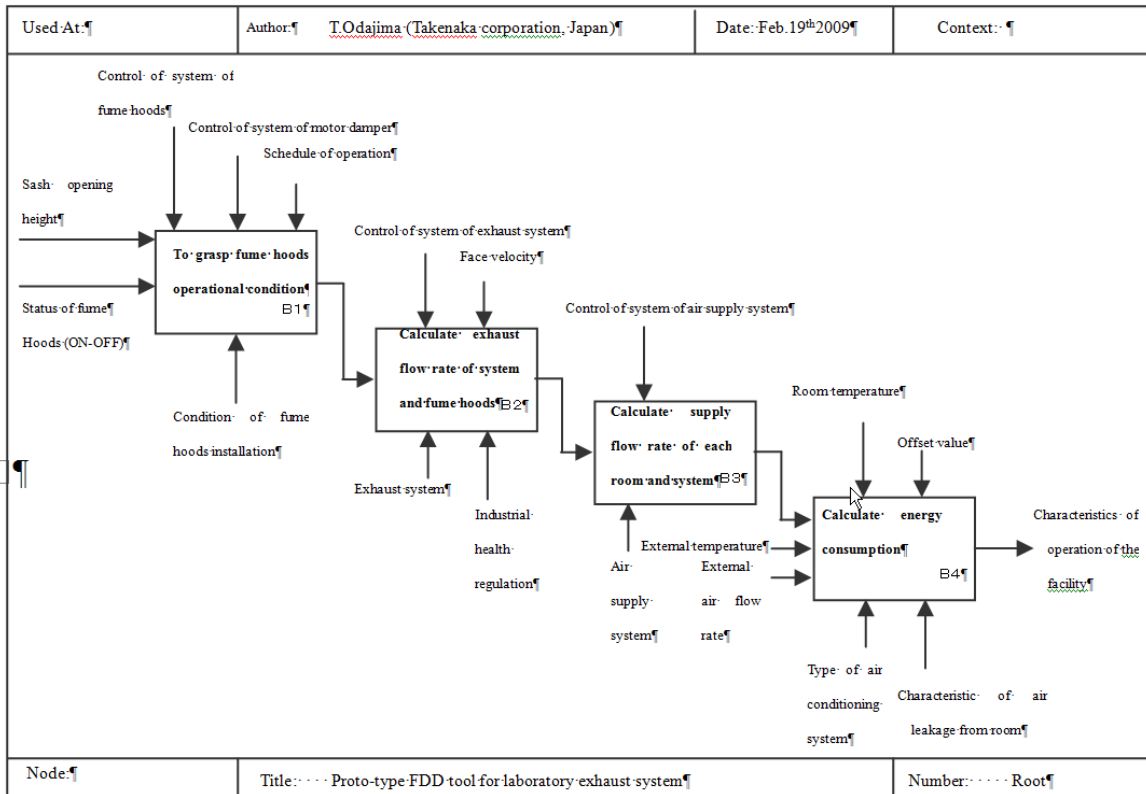 Used At:¶
Author:¶ T.Odajima (Takenaka corporation, Japan)¶
Date: Feb.19th2009¶
Context: ¶
Control of system of
fume hoods¶
Control of system of motor damper¶
Schedule of operation¶
Sash opening
height¶
To grasp fume hoods
operational condition¶
B1¶
Status of fume¶
Hoods (ON-OFF)¶
Condition of fume
hoods installation¶
Control of system of exhaust system¶
Face velocity¶
Calculate exhaust
flow rate of system
and fume hoods¶B2¶
Exhaust system¶
Industrial
health
regulation¶
Control of system of air supply system¶
Calculate supply
flow rate of each
room and system¶B3¶
Air
supply
system¶
External temperature¶
External
air flow
rate¶
Room temperature¶
Offset value¶
Calculate energy
consumption¶
B4¶
Characteristics of
operation of the
facility¶
Type of air
conditioning
system¶
Characteristic of air
leakage from room¶
¶
Node:¶
Title: Proto-type FDD tool for laboratory exhaust system¶
Number: Root¶